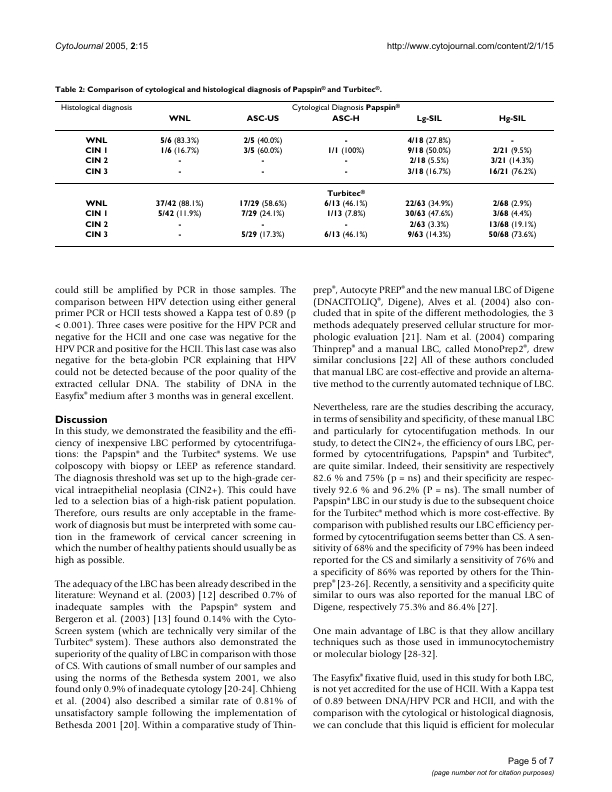 CytoJournal 2005, 2:15
http://www.cytojournal.com/content/2/1/15
Table 2: Comparison of cytological and histological diagnosis of Papspin® and Turbitec®.
Histological diagnosis Cytological Diagnosis Papspin®
WNL ASC-US ASC-H Lg-SIL Hg-SIL
WNL 5/6 (83.3%) 2/5 (40.0%) - 4/18 (27.8%) -
CIN 1 1/6 (16.7%) 3/5 (60.0%) 1/1 (100%) 9/18 (50.0%) 2/21 (9.5%)
CIN 2 - - - 2/18 (5.5%) 3/21 (14.3%)
CIN 3 - - - 3/18 (16.7%) 16/21 (76.2%)
Turbitec®
WNL 37/42 (88.1%) 17/29 (58.6%) 6/13 (46.1%) 22/63 (34.9%) 2/68 (2.9%)
CIN 1 5/42 (11.9%) 7/29 (24.1%) 1/13 (7.8%) 30/63 (47.6%) 3/68 (4.4%)
CIN 2 - - - 2/63 (3.3%) 13/68 (19.1%)
CIN 3 - 5/29 (17.3%) 6/13 (46.1%) 9/63 (14.3%) 50/68 (73.6%)
could still be amplified by PCR in those samples. The
comparison between HPV detection using either general
primer PCR or HCII tests showed a Kappa test of 0.89 (p
< 0.001). Three cases were positive for the HPV PCR and
negative for the HCII and one case was negative for the
HPV PCR and positive for the HCII. This last case was also
negative for the beta-globin PCR explaining that HPV
could not be detected because of the poor quality of the
extracted cellular DNA. The stability of DNA in the
Easyfix® medium after 3 months was in general excellent.
Discussion
In this study, we demonstrated the feasibility and the effi-
ciency of inexpensive LBC performed by cytocentrifuga-
tions: the Papspin® and the Turbitec® systems. We use
colposcopy with biopsy or LEEP as reference standard.
The diagnosis threshold was set up to the high-grade cer-
vical intraepithelial neoplasia (CIN2+). This could have
led to a selection bias of a high-risk patient population.
Therefore, ours results are only acceptable in the frame-
work of diagnosis but must be interpreted with some cau-
tion in the framework of cervical cancer screening in
which the number of healthy patients should usually be as
high as possible.
The adequacy of the LBC has been already described in the
literature: Weynand et al. (2003) [12] described 0.7% of
inadequate samples with the Papspin® system and
Bergeron et al. (2003) [13] found 0.14% with the Cyto-
Screen system (which are technically very similar of the
Turbitec® system). These authors also demonstrated the
superiority of the quality of LBC in comparison with those
of CS. With cautions of small number of our samples and
using the norms of the Bethesda system 2001, we also
found only 0.9% of inadequate cytology [20-24]. Chhieng
et al. (2004) also described a similar rate of 0.81% of
unsatisfactory sample following the implementation of
Bethesda 2001 [20]. Within a comparative study of Thin-
prep®, Autocyte PREP® and the new manual LBC of Digene
(DNACITOLIQ®, Digene), Alves et al. (2004) also con-
cluded that in spite of the different methodologies, the 3
methods adequately preserved cellular structure for mor-
phologic evaluation [21]. Nam et al. (2004) comparing
Thinprep® and a manual LBC, called MonoPrep2®, drew
similar conclusions [22] All of these authors concluded
that manual LBC are cost-effective and provide an alterna-
tive method to the currently automated technique of LBC.
Nevertheless, rare are the studies describing the accuracy,
in terms of sensibility and specificity, of these manual LBC
and particularly for cytocentifugation methods. In our
study, to detect the CIN2+, the efficiency of ours LBC, per-
formed by cytocentrifugations, Papspin® and Turbitec®,
are quite similar. Indeed, their sensitivity are respectively
82.6 % and 75% (p = ns) and their specificity are respec-
tively 92.6 % and 96.2% (P = ns). The small number of
Papspin® LBC in our study is due to the subsequent choice
for the Turbitec® method which is more cost-effective. By
comparison with published results our LBC efficiency per-
formed by cytocentrifugation seems better than CS. A sen-
sitivity of 68% and the specificity of 79% has been indeed
reported for the CS and similarly a sensitivity of 76% and
a specificity of 86% was reported by others for the Thin-
prep® [23-26]. Recently, a sensitivity and a specificity quite
similar to ours was also reported for the manual LBC of
Digene, respectively 75.3% and 86.4% [27].
One main advantage of LBC is that they allow ancillary
techniques such as those used in immunocytochemistry
or molecular biology [28-32].
The Easyfix® fixative fluid, used in this study for both LBC,
is not yet accredited for the use of HCII. With a Kappa test
of 0.89 between DNA/HPV PCR and HCII, and with the
comparison with the cytological or histological diagnosis,
we can conclude that this liquid is efficient for molecular
Page 5 of 7
(page number not for citation purposes)